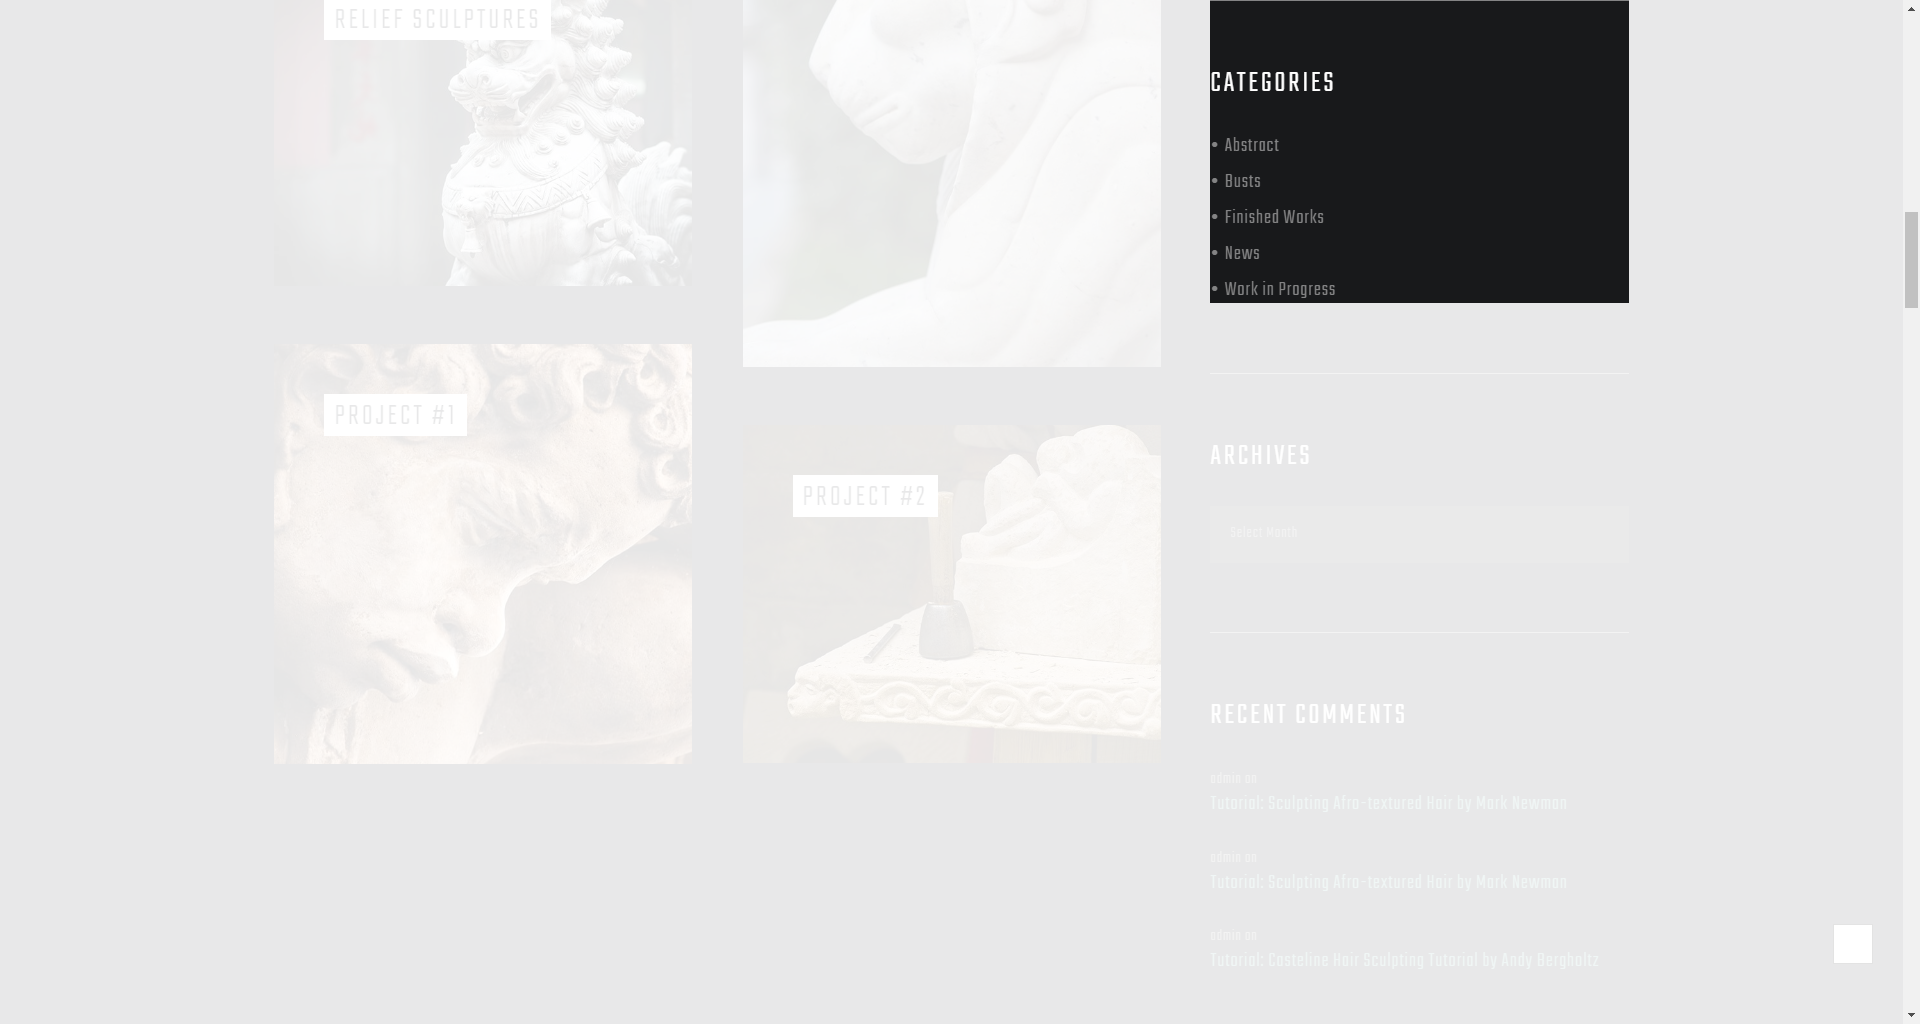 RELIEF SCULPTURES
PROJECT #1
PROJECT #2
CATEGORIES
• Abstract
• Busts
• Finished Works
• News
• Work in Progress
ARCHIVES
Select Month
RECENT COMMENTS
admin on
Tutorial: Sculpting Afro-textured Hair by Mark Newman
admin on
Tutorial: Sculpting Afro-textured Hair by Mark Newman
admin on
Tutorial: Casteline Hair Sculpting Tutorial by Andy Bergholtz